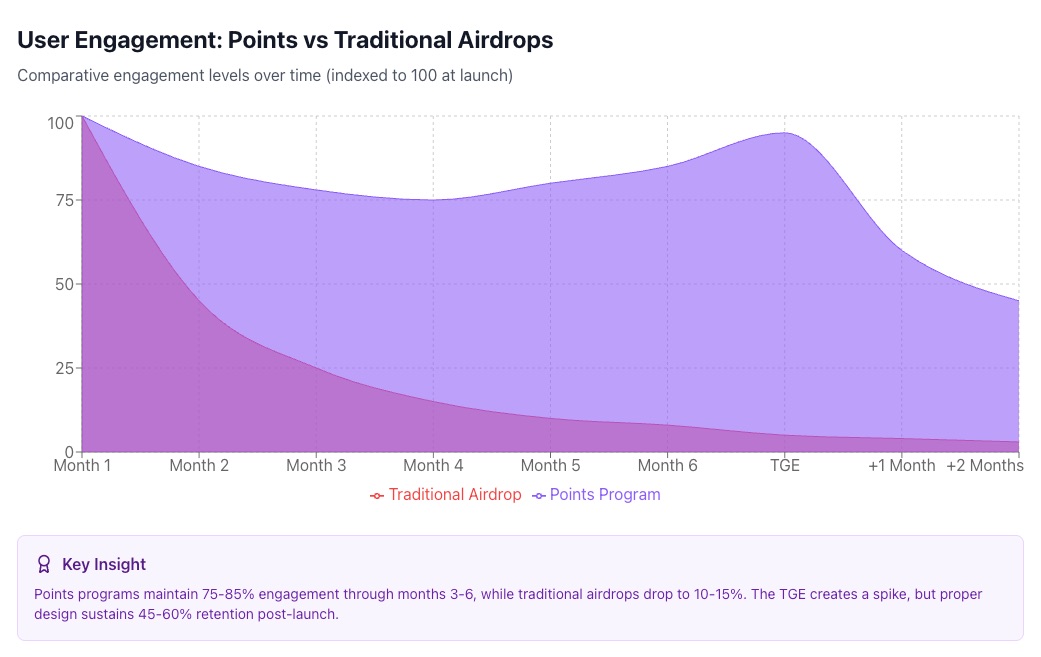 User Engagement: Points vs Traditional Airdrops
Comparative engagement levels over time (indexed to 100 at launch)
100
75
50
25
0
Month 1 Month 2 Month 3 Month 4 Month 5 Month 6 TGE +1 Month +2 Months
Traditional Airdrop Points Program
Key Insight
Points programs maintain 75-85% engagement through months 3-6, while traditional airdrops drop to 10-15%. The TGE creates a spike, but proper
design sustains 45-60% retention post-launch.